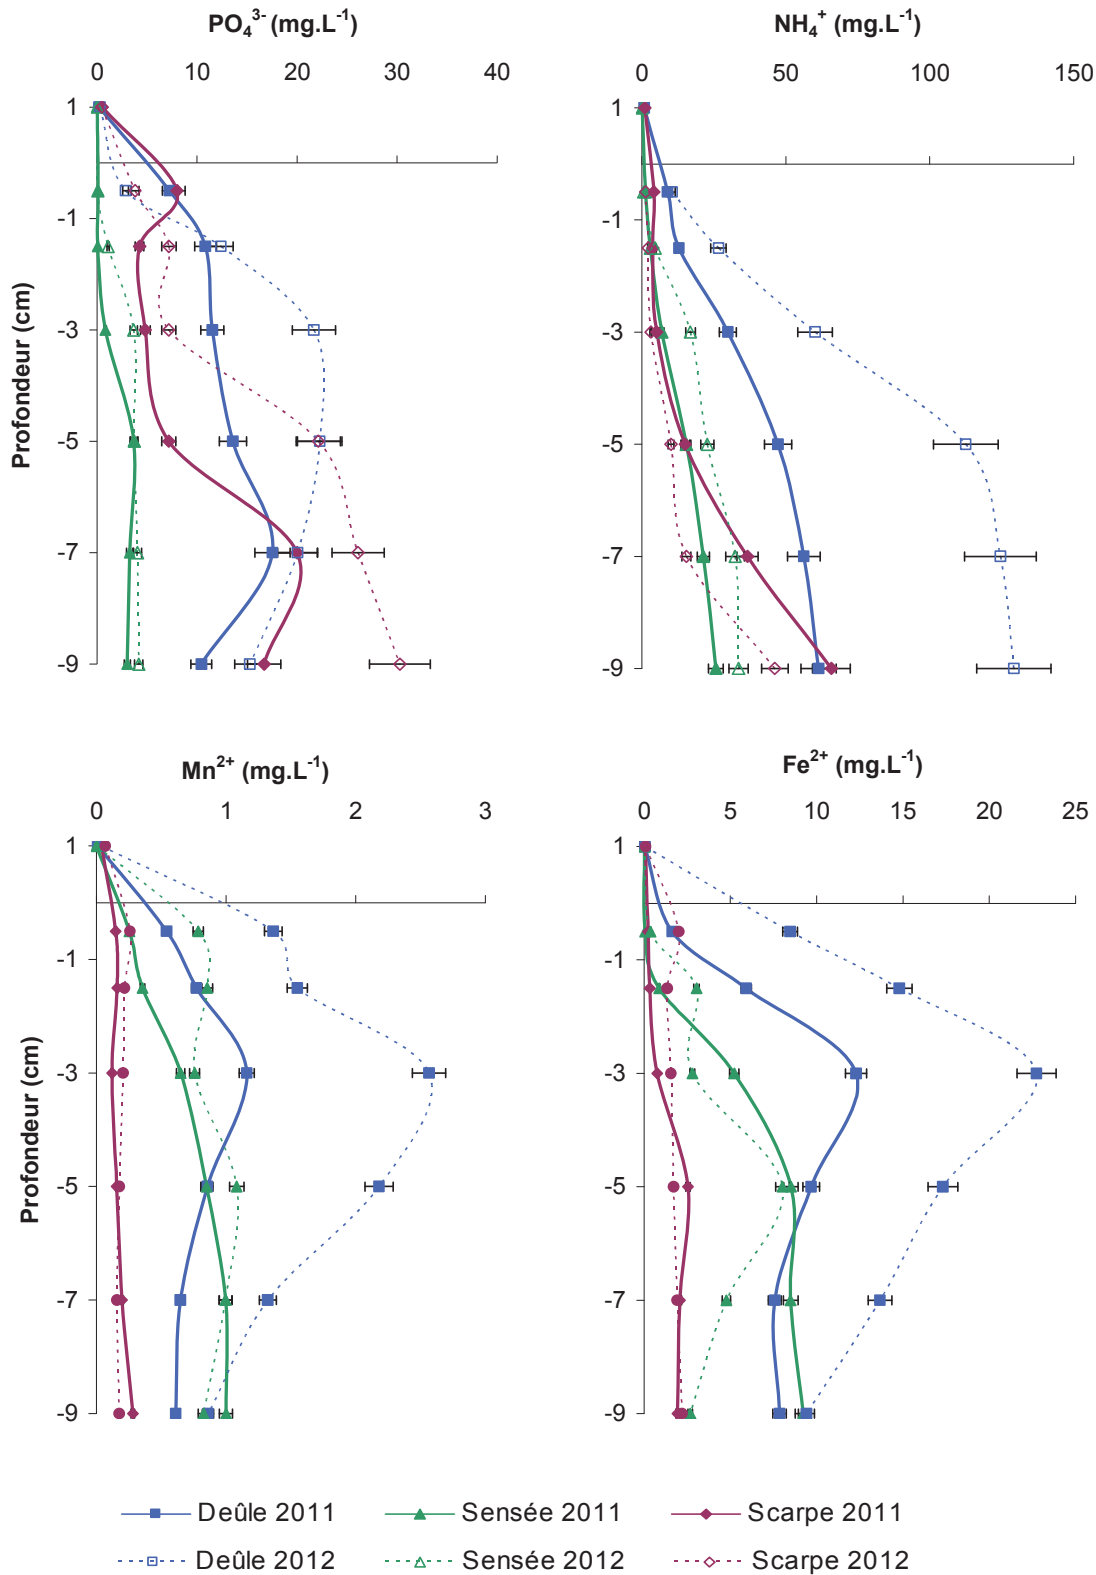 PO₄³⁻ (mg.L⁻¹)
0 10 20 30 40
1
-1
-3
-5
-7
-9
Profondeur (cm)
NH₄⁺ (mg.L⁻¹)
0 50 100 150
1
-1
-3
-5
-7
-9
Mn²⁺ (mg.L⁻¹)
0 1 2 3
1
-1
-3
-5
-7
-9
Profondeur (cm)
Fe²⁺ (mg.L⁻¹)
0 5 10 15 20 25
1
-1
-3
-5
-7
-9
Deûle 2011 Sensée 2011 Scarpe 2011
Deûle 2012 Sensée 2012 Scarpe 2012